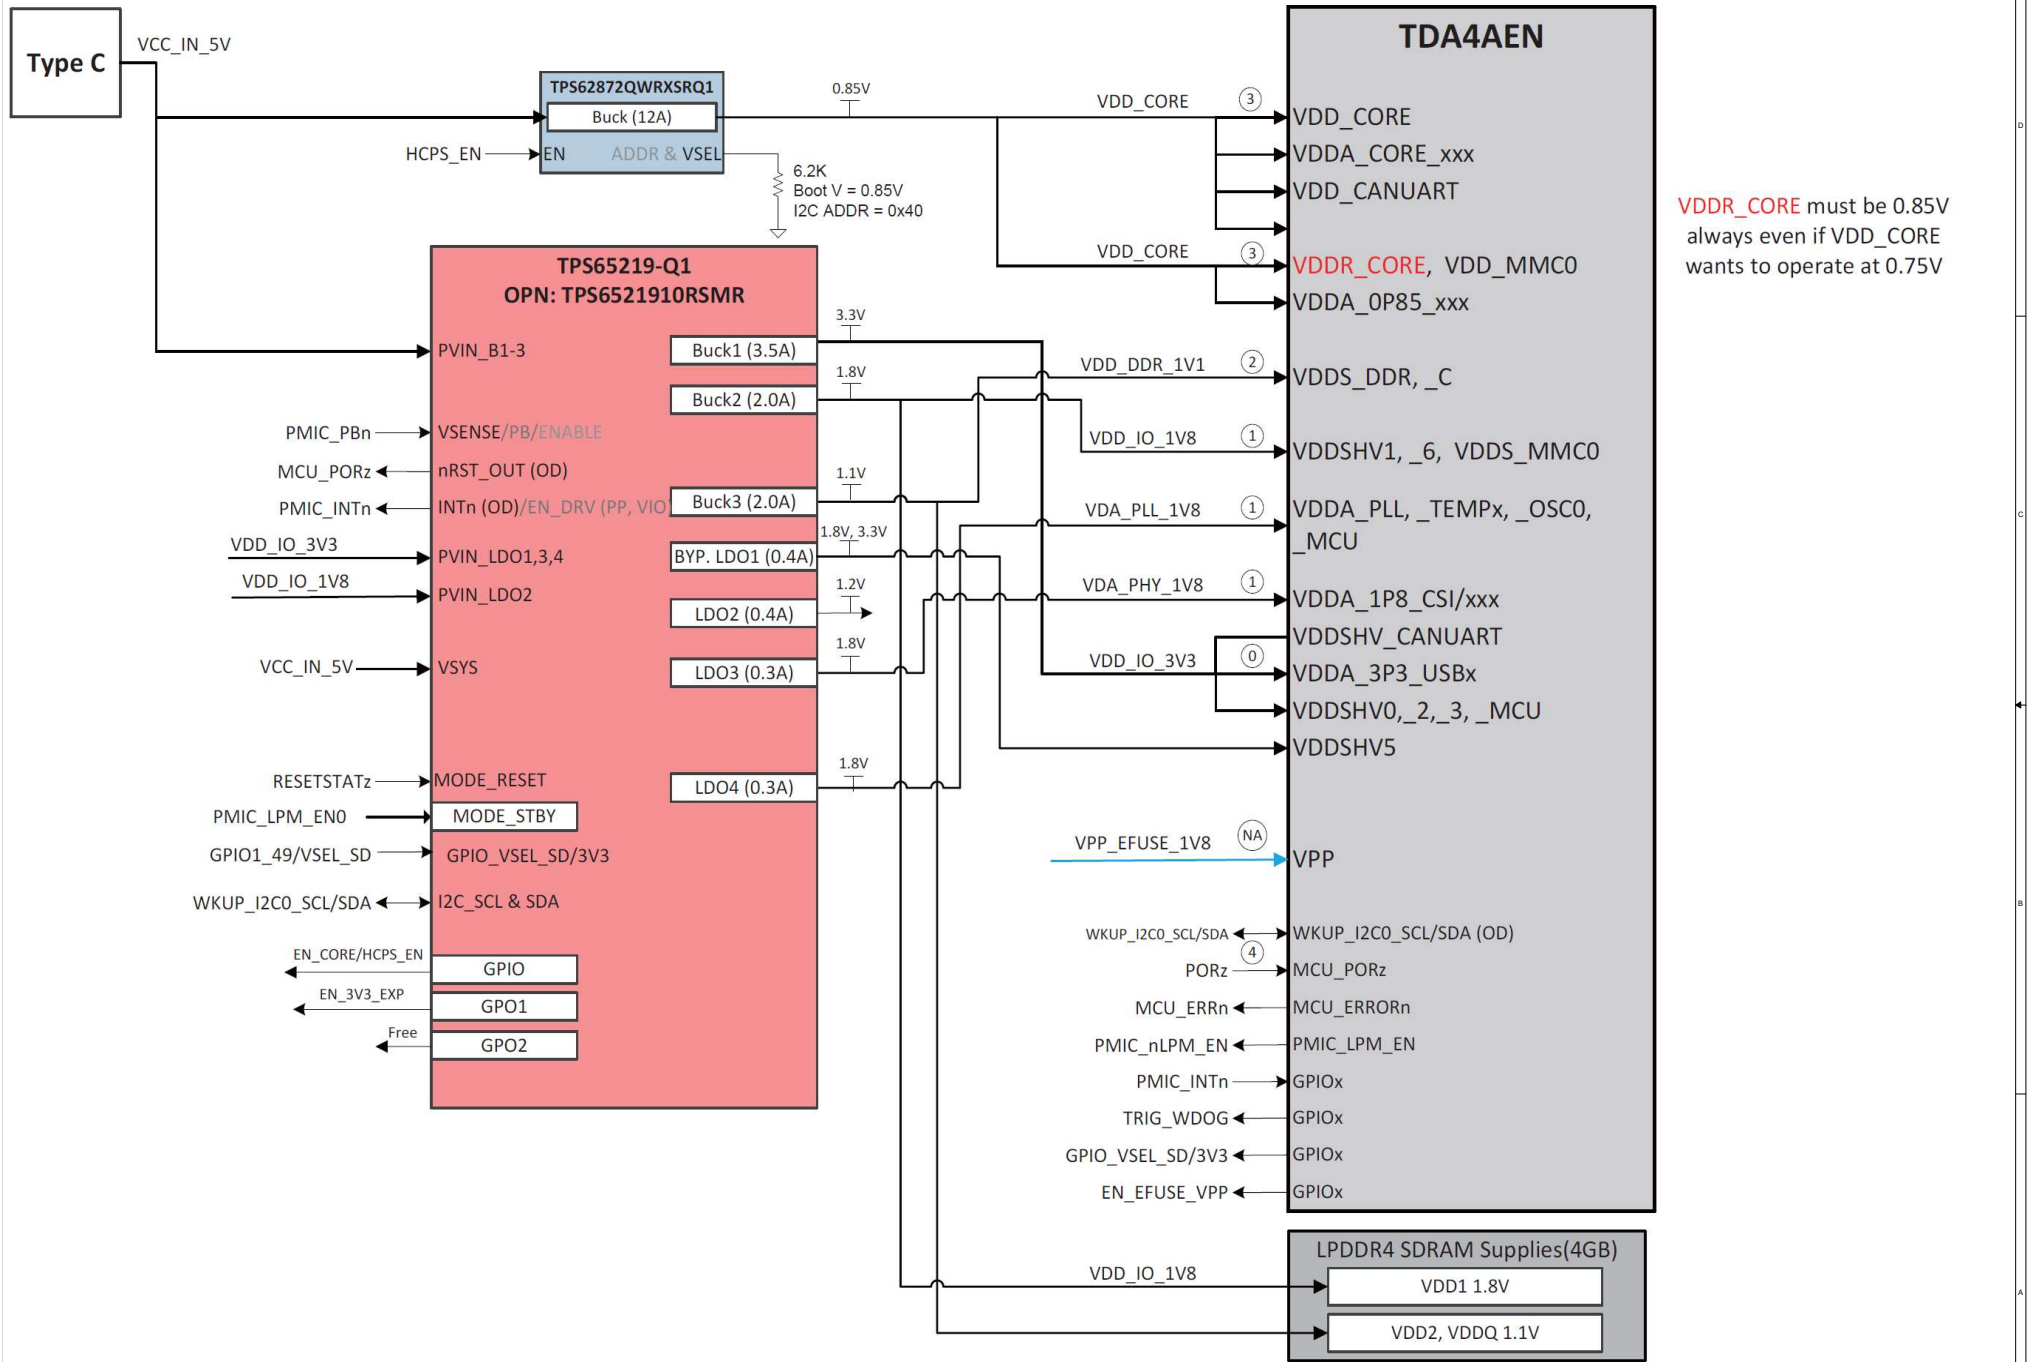 Type C
VCC_IN_5V
TPS62872QWRXSRQ1
Buck (12A)
HCPS_EN
EN
ADDR & VSEL
0.85V
6.2K
Boot V = 0.85V
I2C ADDR = 0x40
TPS65219-Q1
OPN: TPS6521910RSMR
PVIN_B1-3
PMIC_PBn
VSENSE/PB/ENABLE
MCU_PORz
nRST_OUT (OD)
PMIC_INTn
INTn (OD)/EN_DRV (PP, VIO)
VDD_IO_3V3
PVIN_LDO1,3,4
VDD_IO_1V8
PVIN_LDO2
VCC_IN_5V
VSYS
RESETSTATz
MODE_RESET
PMIC_LPM_EN0
MODE_STBY
GPIO1_49/VSEL_SD
GPIO_VSEL_SD/3V3
WKUP_I2C0_SCL/SDA
I2C_SCL & SDA
EN_CORE/HCPS_EN
GPIO
EN_3V3_EXP
GPO1
Free
GPO2
Buck1 (3.5A)
3.3V
Buck2 (2.0A)
1.8V
Buck3 (2.0A)
1.1V
BYP. LDO1 (0.4A)
1.8V, 3.3V
LDO2 (0.4A)
1.2V
LDO3 (0.3A)
1.8V
LDO4 (0.3A)
1.8V
TDA4AEN
VDD_CORE
3
VDD_CORE
VDDA_CORE_xxx
VDD_CANUART
VDD_CORE
3
VDDR_CORE, VDD_MMC0
VDDA_0P85_xxx
VDD_DDR_1V1
2
VDDS_DDR, _C
VDD_IO_1V8
1
VDDSHV1, _6, VDDS_MMC0
VDA_PLL_1V8
1
VDDA_PLL, _TEMPx, _OSC0,
_MCU
VDA_PHY_1V8
1
VDDA_1P8_CSI/xxx
VDDSHV_CANUART
VDD_IO_3V3
0
VDDA_3P3_USBx
VDDSHV0,_2,_3, _MCU
VDDSHV5
VPP_EFUSE_1V8
NA
VPP
WKUP_I2C0_SCL/SDA
WKUP_I2C0_SCL/SDA (OD)
4
PORz
MCU_PORz
MCU_ERRn
MCU_ERRORn
PMIC_nLPM_EN
PMIC_LPM_EN
PMIC_INTn
GPIOx
TRIG_WDOG
GPIOx
GPIO_VSEL_SD/3V3
GPIOx
EN_EFUSE_VPP
GPIOx
LPDDR4 SDRAM Supplies(4GB)
VDD_IO_1V8
VDD1 1.8V
VDD2, VDDQ 1.1V
VDDR_CORE must be 0.85V
always even if VDD_CORE
wants to operate at 0.75V
D
C
B
A